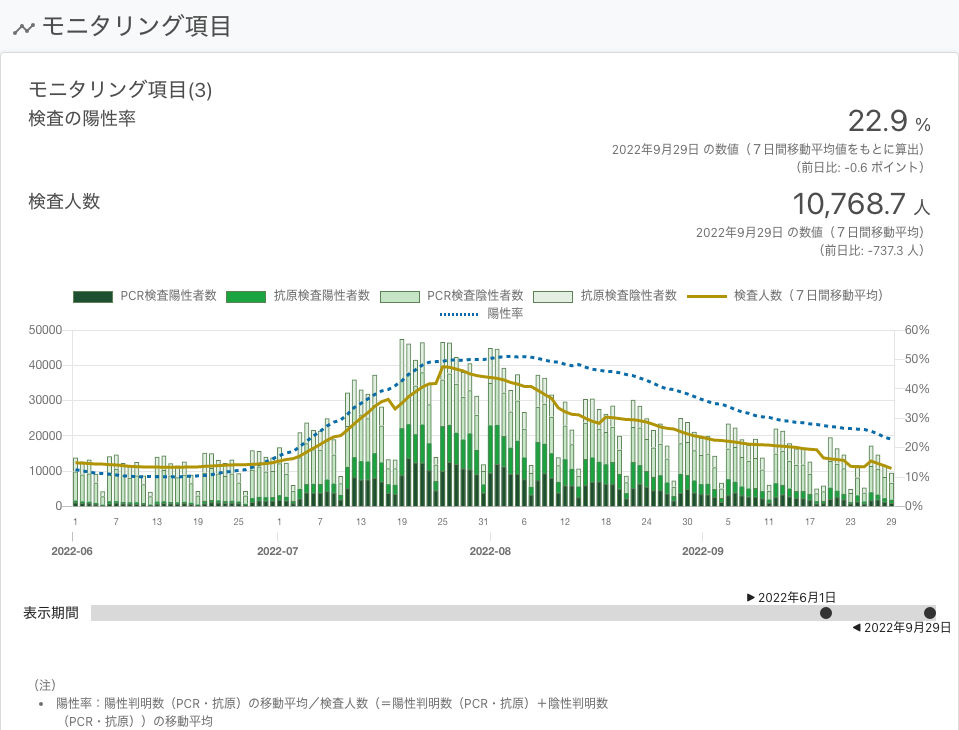 モニタリング項目
モニタリング項目(3)
検査の陽性率
22.9 %
2022年9月29日 の数値（７日間移動平均値をもとに算出）
（前日比: -0.6 ポイント）
検査人数
10,768.7 人
2022年9月29日 の数値（７日間移動平均）
（前日比: -737.3 人）
PCR検査陽性者数 抗原検査陽性者数 PCR検査陰性者数 抗原検査陰性者数 検査人数（７日間移動平均）
陽性率
50000 60%
40000 50%
30000 40%
20000 30%
10000 20%
0 10%
0%
1 7 13 19 25 1 7 13 19 25 31 6 12 18 24 30 5 11 17 23 29
2022-06 2022-07 2022-08 2022-09
▶ 2022年6月1日
表示期間
◀ 2022年9月29日
（注）
• 陽性率：陽性判明数（PCR・抗原）の移動平均／検査人数（＝陽性判明数（PCR・抗原）＋陰性判明数
（PCR・抗原））の移動平均